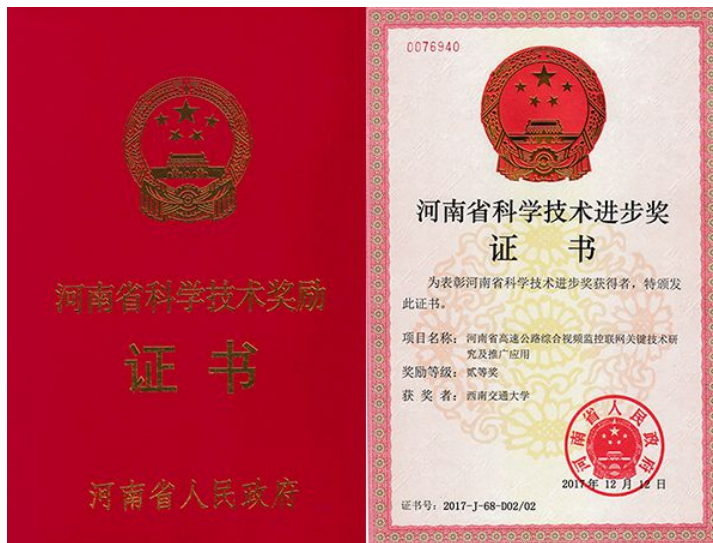 河南省科学技术奖励
证书
河南省人民政府
0076940
河南省科学技术进步奖
证 书
为表彰河南省科学技术进步奖获得者，特颁发
此证书。
项目名称：河南省高速公路综合视频监控联网关键技术研
究及推广应用
奖励等级：贰等奖
获 奖 者：西南交通大学
河南省人民政府
2017年 12 月 12 日
证书号：2017-J-68-D02/02